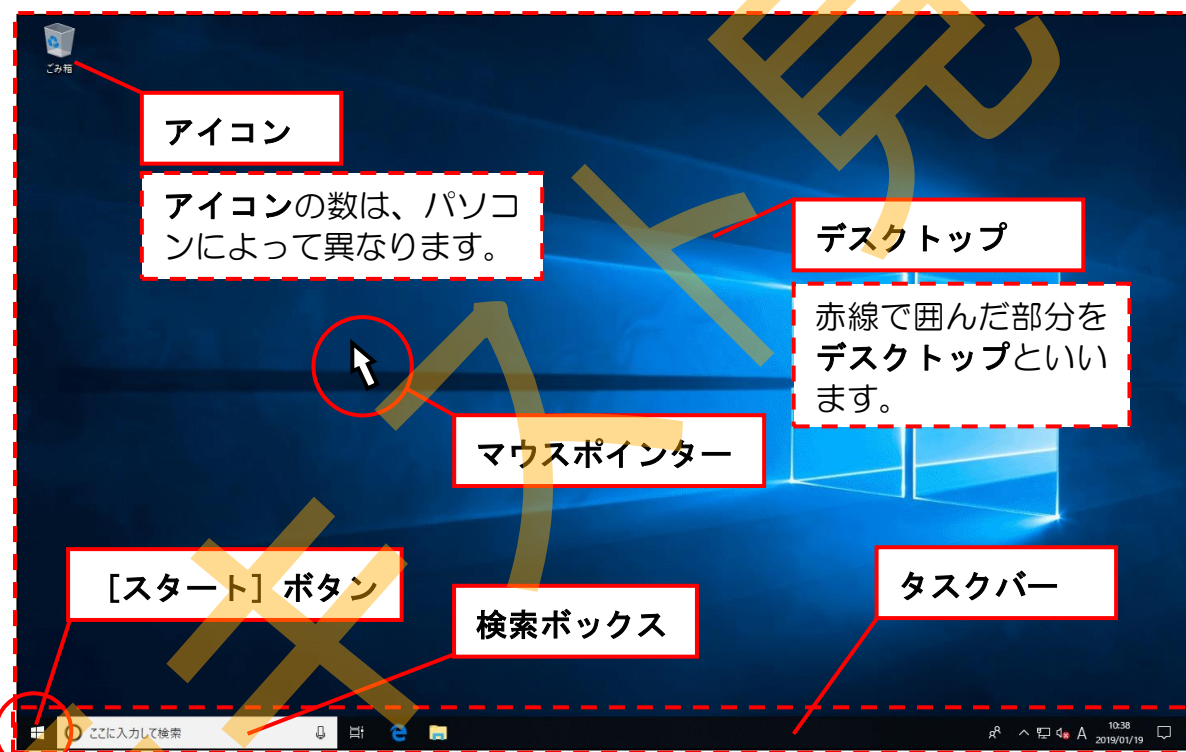 ごみ箱
アイコン
アイコンの数は、パソコ
ンによって異なります。
デスクトップ
赤線で囲んだ部分を
デスクトップといい
ます。
マウスポインター
[スタート] ボタン
検索ボックス
タスクバー
ここに入力して検索
A
10:38
2019/01/19
キスト見